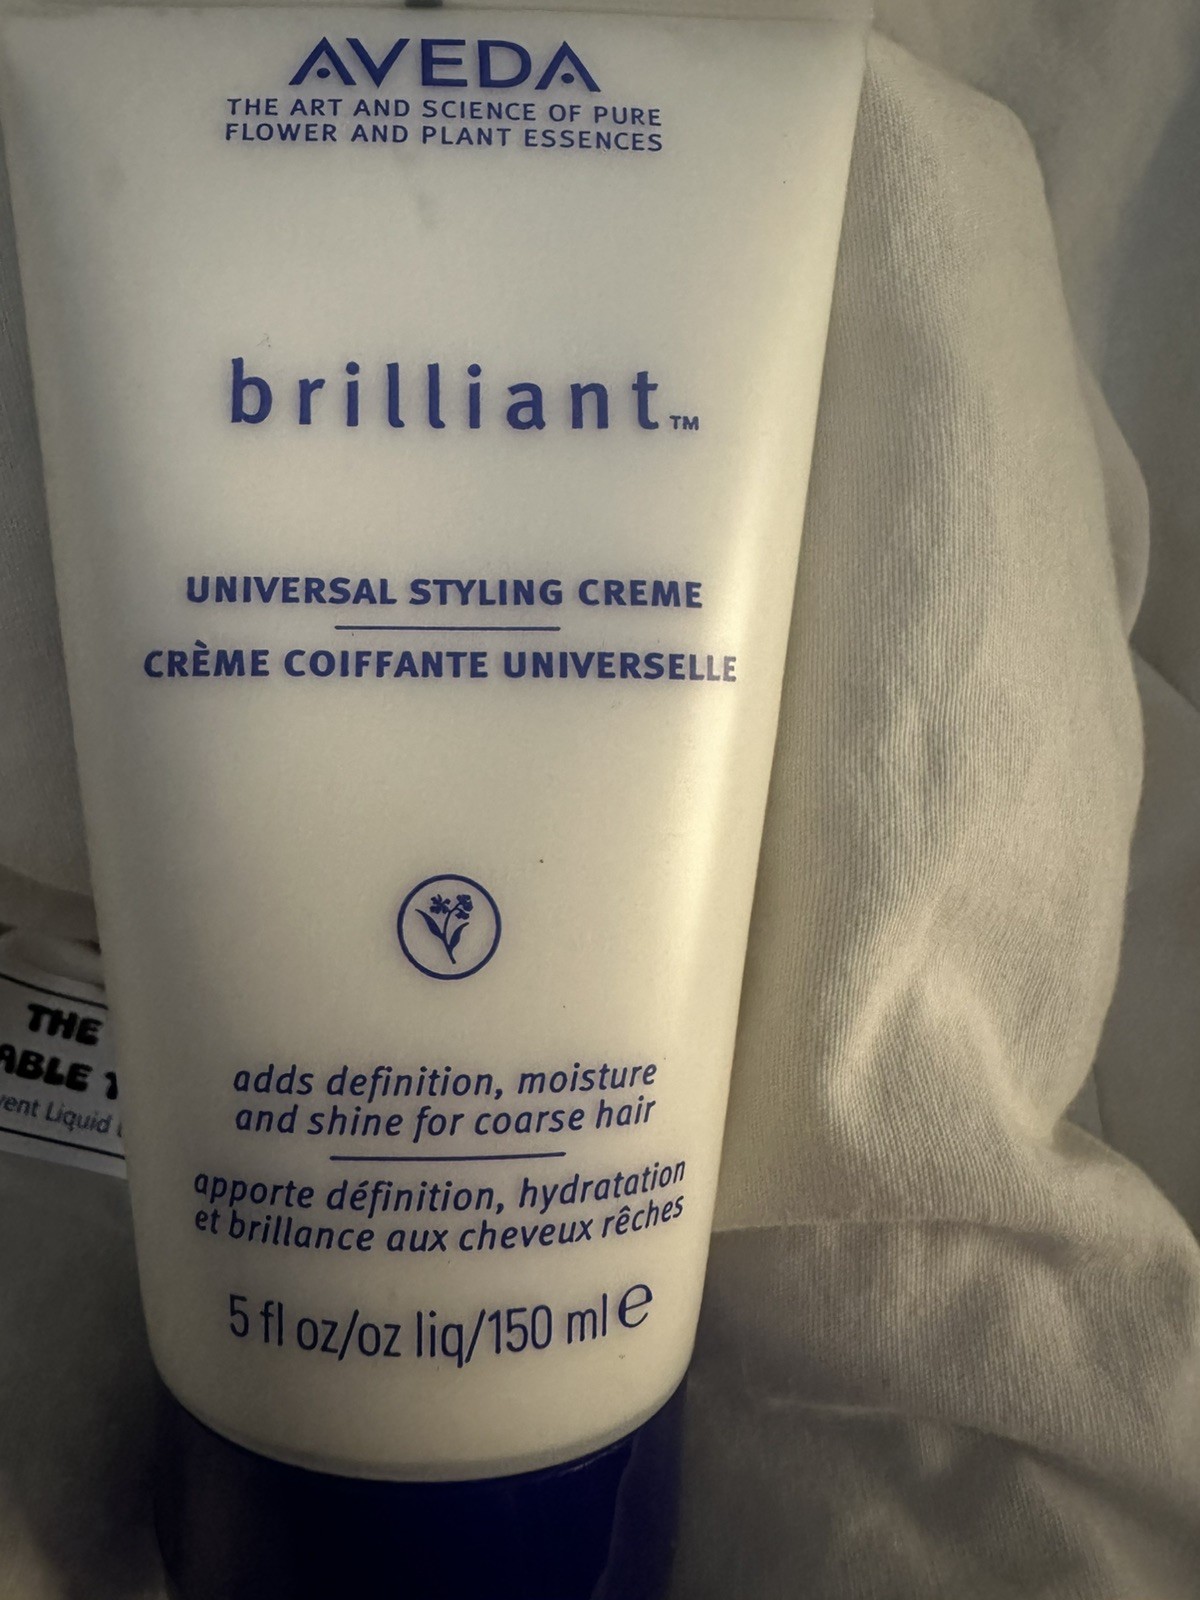 AVEDA
THE ART AND SCIENCE OF PURE
FLOWER AND PLANT ESSENCES
brilliant™
UNIVERSAL STYLING CREME
CRÈME COIFFANTE UNIVERSELLE
adds definition, moisture
and shine for coarse hair
apporte définition, hydratation
et brillance aux cheveux rêches
5 fl oz/oz liq/150 ml e
THE
Liquid